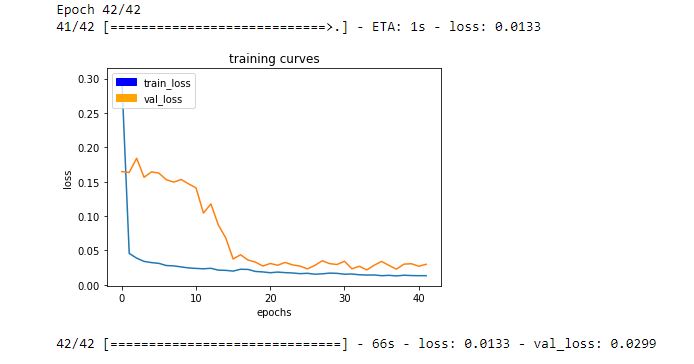 Epoch 42/42
41/42 [===========================>.] - ETA: 1s - loss: 0.0133
training curves
train_loss
val_loss
0.30
0.25
0.20
0.15
0.10
0.05
0.00
loss
0 10 20 30 40
epochs
42/42 [=============================] - 66s - loss: 0.0133 - val_loss: 0.0299